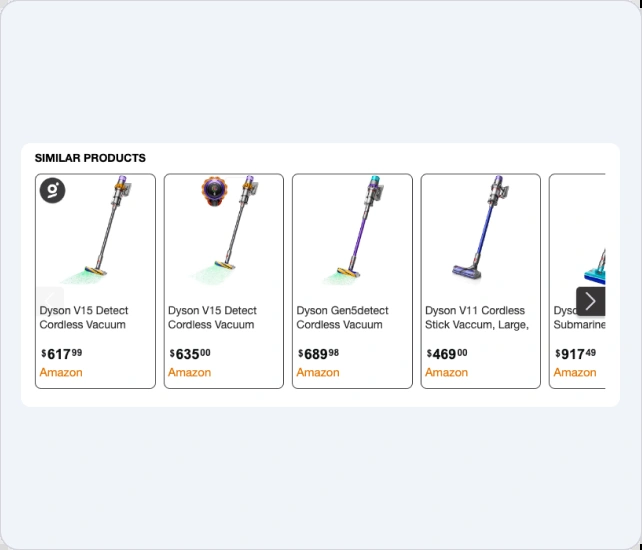 SIMILAR PRODUCTS
Dyson V15 Detect
Cordless Vacuum
$617.99
Amazon
Dyson V15 Detect
Cordless Vacuum
$635.00
Amazon
Dyson Gen5detect
Cordless Vacuum
$689.98
Amazon
Dyson V11 Cordless
Stick Vaccum, Large,
$469.00
Amazon
Submarine
$917.49
Amazon